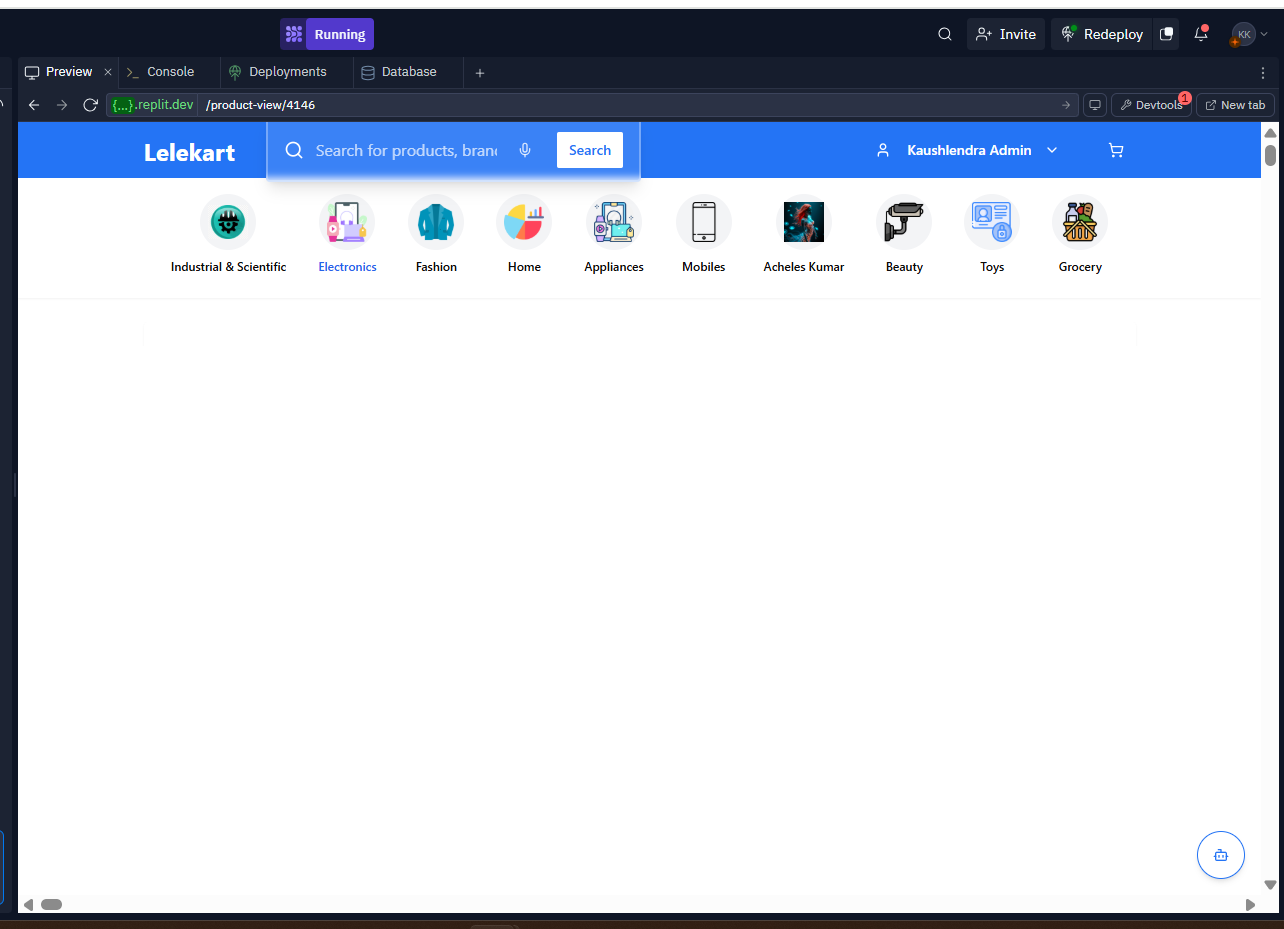 Running
Invite
Redeploy
KK
Preview
Console
Deployments
Database
{...}.replit.dev
/product-view/4146
Devtools
1
New tab
Lelekart
Search for products, bran
Search
Kaushlendra Admin
Industrial & Scientific
Electronics
Fashion
Home
Appliances
Mobiles
Acheles Kumar
Beauty
Toys
Grocery